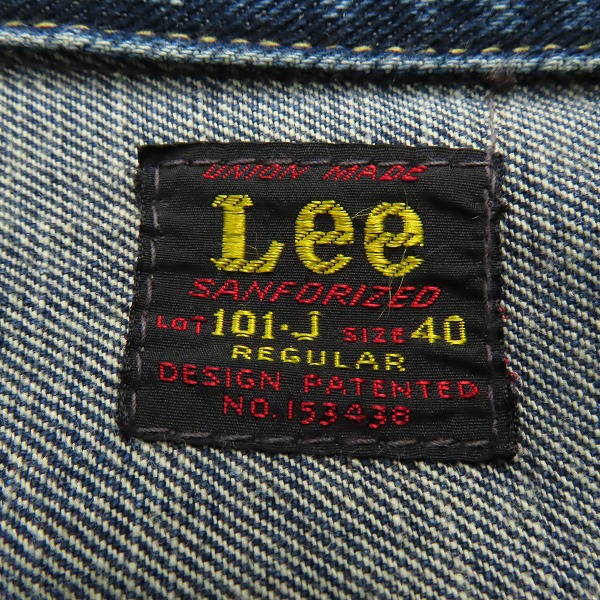 UNION MADE
Lee
SANFORIZED
LOT 101·J SIZE 40
REGULAR
DESIGN PATENTED
NO. 153438